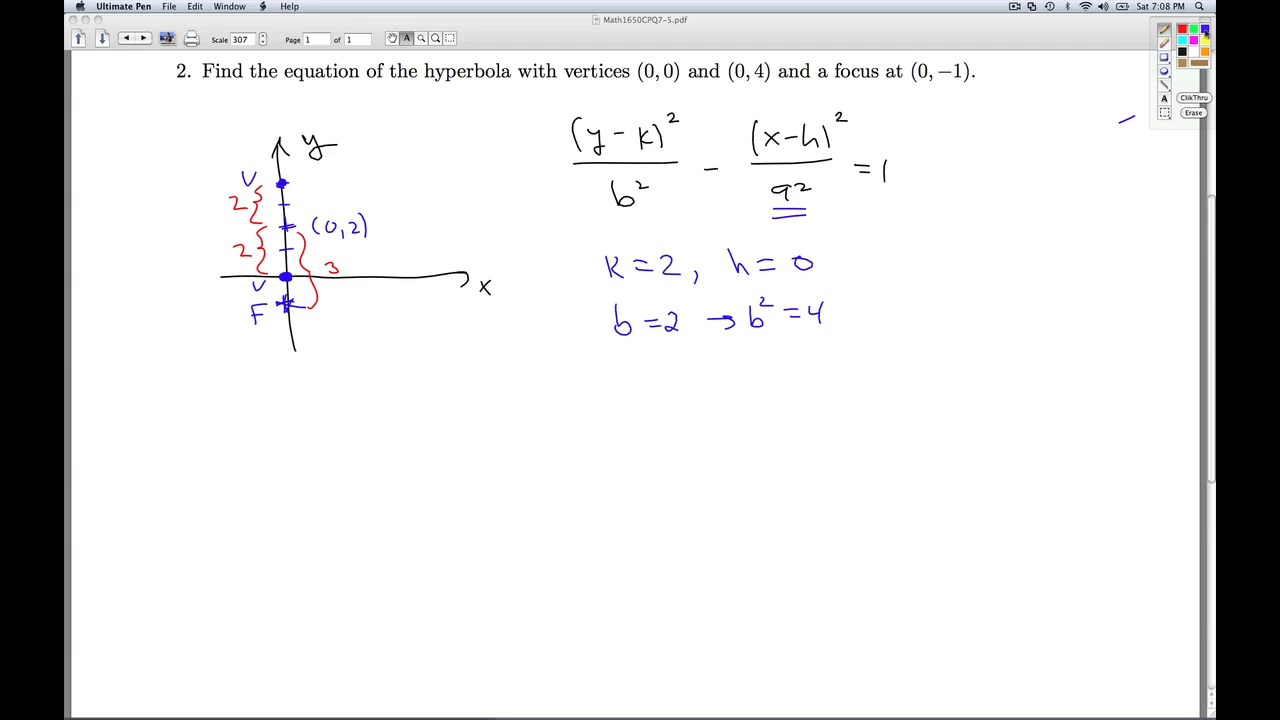 Ultimate Pen File Edit Window Help Sat 7:08 PM
Math1650CPQ7-5.pdf
Scale 307 Page 1 of 1 A
A ClikThru
Erase
2. Find the equation of the hyperbola with vertices (0, 0) and (0, 4) and a focus at (0, −1).
(y - k)² / b² - (x-h)² / a² = 1
y
V
2
(0,2)
2
3
x
V
F
k = 2, h = 0
b = 2 → b² = 4